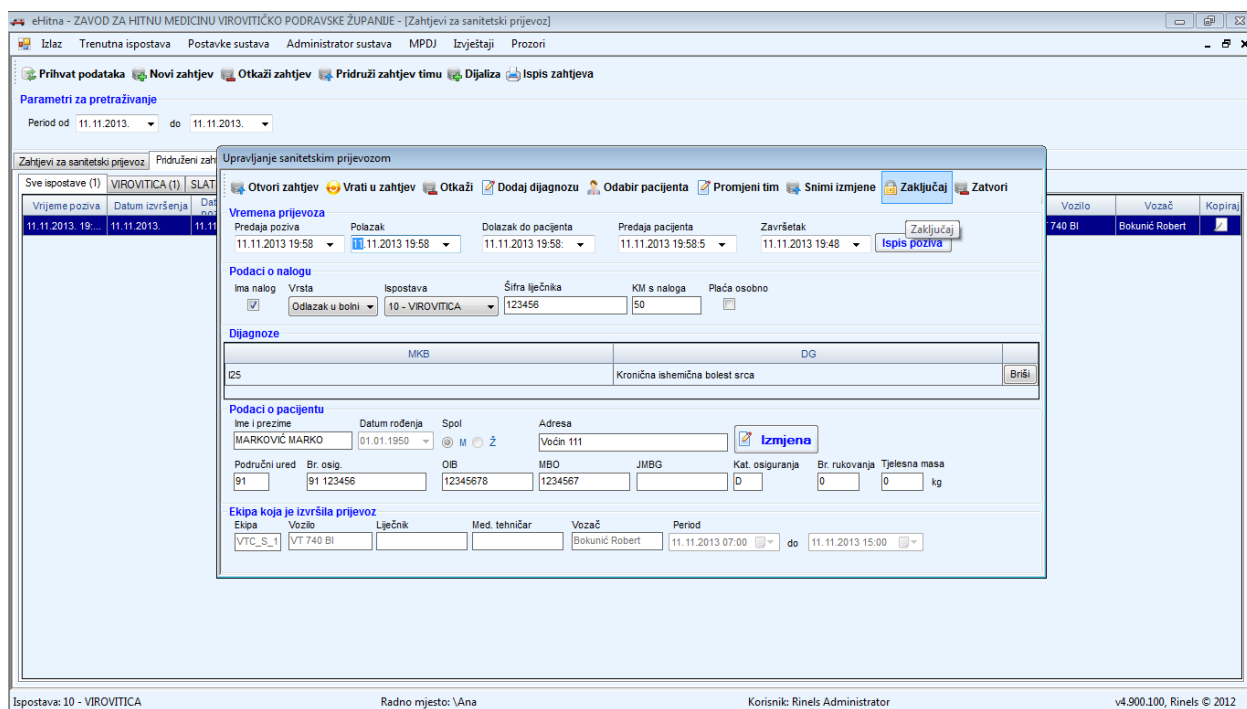 eHitna - ZAVOD ZA HITNU MEDICINU VIROVITIČKO PODRAVSKE ŽUPANIJE - [Zahtjevi za sanitetski prijevoz]
Izlaz Trenutna ispostava Postavke sustava Administrator sustava MPDJ Izvještaji Prozori
Prihvat podataka Novi zahtjev Otkaži zahtjev Pridruži zahtjev timu Dijaliza Ispis zahtjeva
Parametri za pretraživanje
Period od 11.11.2013. do 11.11.2013.
Zahtjevi za sanitetski prijevoz Pridruženi zah
Upravljanje sanitetskim prijevozom
Sve ispostave (1) VIROVITICA (1) SLAT
Otvori zahtjev Vrati u zahtjev Otkaži Dodaj dijagnozu Odabir pacijenta Promjeni tim Snimi izmjene Zaključaj Zatvori
Vrijeme poziva Datum izvršenja Dat Vozilo Vozač Kopiraj
11.11.2013. 19:... 11.11.2013. 11.11 740 BI Bokunić Robert
Vremena prijevoza
Predaja poziva Polazak Dolazak do pacijenta Predaja pacijenta Završetak Zaključaj
11.11.2013 19:58 11.11.2013 19:58 11.11.2013 19:58: 11.11.2013 19:58:5 11.11.2013 19:48 Ispis poziva
Podaci o nalogu
Ima nalog Vrsta Ispostava Šifra liječnika KM s naloga Plaća osobno
Odlazak u bolni 10 - VIROVITICA 123456 50
Dijagnoze
MKB DG
I25 Kronična ishemična bolest srca Briši
Podaci o pacijentu
Ime i prezime Datum rođenja Spol Adresa
MARKOVIĆ MARKO 01.01.1950 M Ž Voćin 111 Izmjena
Područni ured Br. osig. OIB MBO JMBG Kat. osiguranja Br. rukovanja Tjelesna masa
91 91 123456 12345678 1234567 D 0 0 kg
Ekipa koja je izvršila prijevoz
Ekipa Vozilo Liječnik Med. tehničar Vozač Period
VTC_S_1 VT 740 BI Bokunić Robert 11.11.2013 07:00 do 11.11.2013 15:00
Ispostava: 10 - VIROVITICA Radno mjesto: \Ana Korisnik: Rinels Administrator v4.900.100, Rinels © 2012